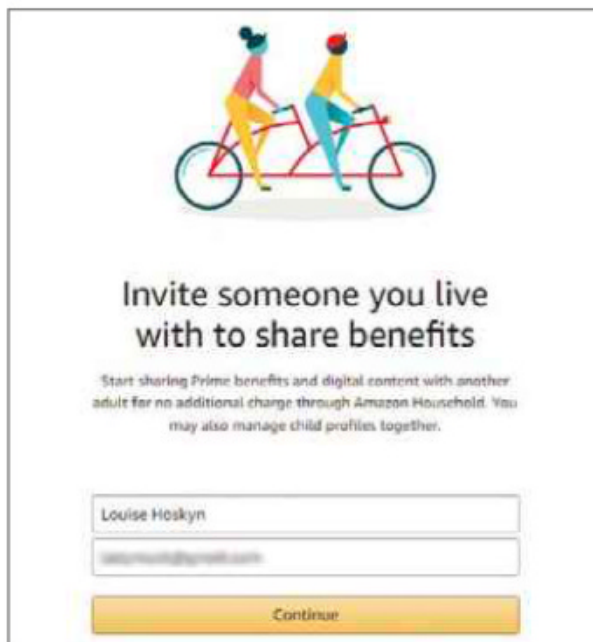 Invite someone you live
with to share benefits
Start sharing Prime benefits and digital content with another
adult for no additional charge through Amazon Household. You
may also manage child profiles together.
Louise Hoskyn
Continue